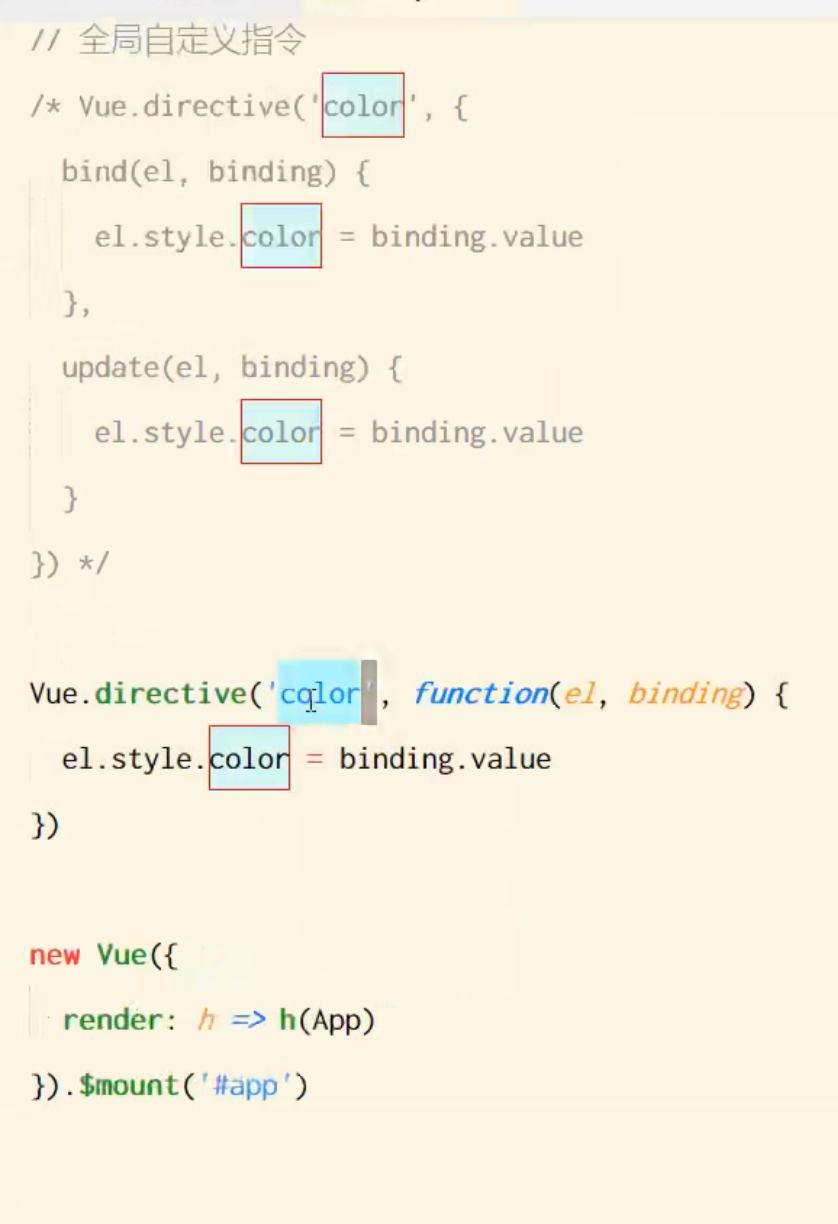 // 全局自定义指令
/* Vue.directive('color', {
bind(el, binding) {
el.style.color = binding.value
},
update(el, binding) {
el.style.color = binding.value
}
}) */
Vue.directive('color', function(el, binding) {
el.style.color = binding.value
})
new Vue({
render: h => h(App)
}).$mount('#app')